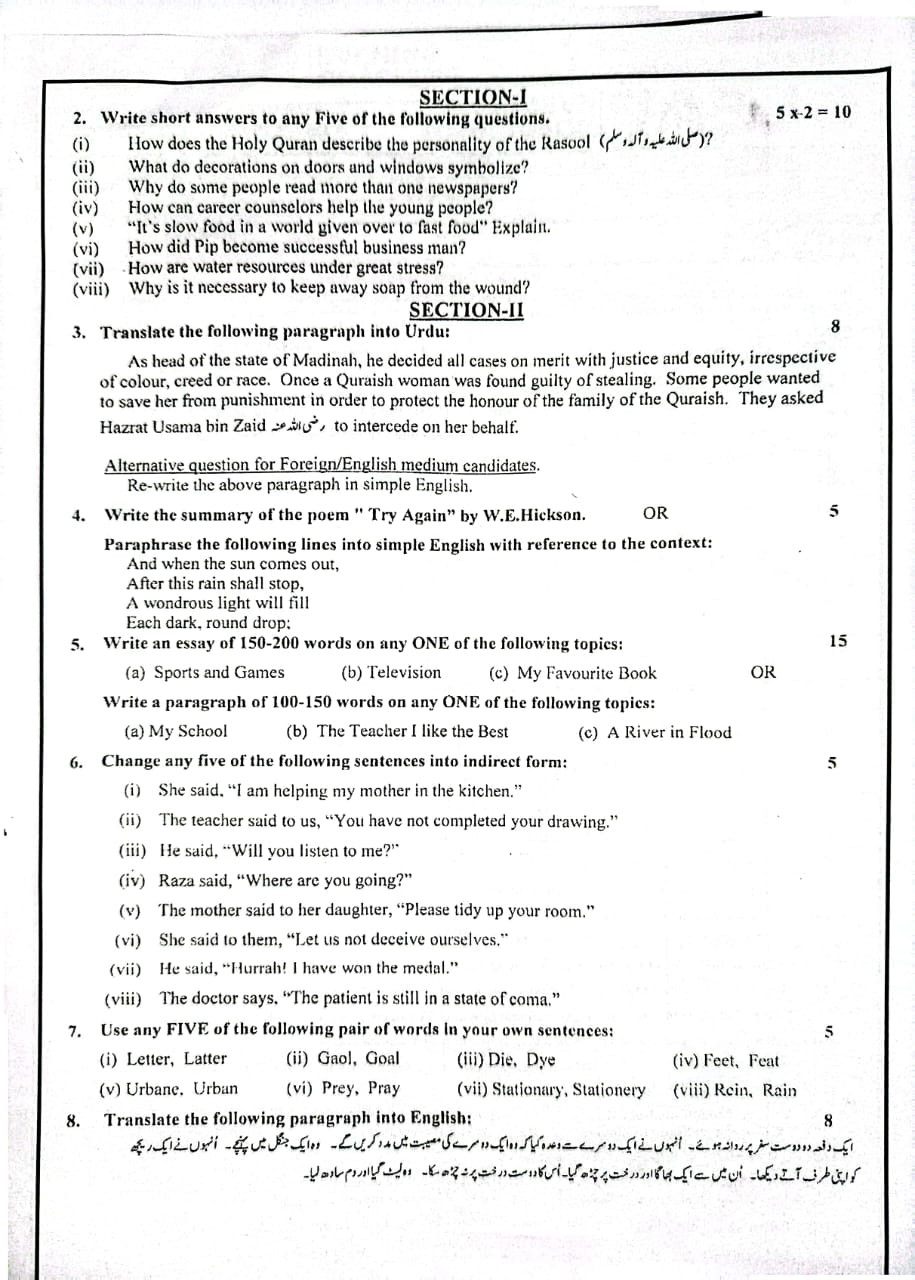 SECTION-I
2. Write short answers to any Five of the following questions. 5 x 2 = 10
(i) How does the Holy Quran describe the personality of the Rasool (صلی اللہ علیہ وآلہ وسلم)?
(ii) What do decorations on doors and windows symbolize?
(iii) Why do some people read more than one newspapers?
(iv) How can career counselors help the young people?
(v) “It's slow food in a world given over to fast food” Explain.
(vi) How did Pip become successful business man?
(vii) How are water resources under great stress?
(viii) Why is it necessary to keep away soap from the wound?
SECTION-II
3. Translate the following paragraph into Urdu: 8
As head of the state of Madinah, he decided all cases on merit with justice and equity, irrespective
of colour, creed or race. Once a Quraish woman was found guilty of stealing. Some people wanted
to save her from punishment in order to protect the honour of the family of the Quraish. They asked
Hazrat Usama bin Zaid رضی اللہ عنہ to intercede on her behalf.
Alternative question for Foreign/English medium candidates.
Re-write the above paragraph in simple English.
4. Write the summary of the poem " Try Again” by W.E.Hickson. OR 5
Paraphrase the following lines into simple English with reference to the context:
And when the sun comes out,
After this rain shall stop,
A wondrous light will fill
Each dark, round drop;
5. Write an essay of 150-200 words on any ONE of the following topics: 15
(a) Sports and Games (b) Television (c) My Favourite Book OR
Write a paragraph of 100-150 words on any ONE of the following topics:
(a) My School (b) The Teacher I like the Best (c) A River in Flood
6. Change any five of the following sentences into indirect form: 5
(i) She said, “I am helping my mother in the kitchen.”
(ii) The teacher said to us, “You have not completed your drawing.”
(iii) He said, “Will you listen to me?”
(iv) Raza said, “Where are you going?”
(v) The mother said to her daughter, “Please tidy up your room.”
(vi) She said to them, “Let us not deceive ourselves.”
(vii) He said, “Hurrah! I have won the medal.”
(viii) The doctor says, “The patient is still in a state of coma.”
7. Use any FIVE of the following pair of words in your own sentences: 5
(i) Letter, Latter (ii) Gaol, Goal (iii) Die, Dye (iv) Feet, Feat
(v) Urbane, Urban (vi) Prey, Pray (vii) Stationary, Stationery (viii) Rein, Rain
8. Translate the following paragraph into English: 8
ایک دفعہ دو دوست سفر پر روانہ ہوئے۔ انہوں نے ایک دوسرے سے وعدہ کیا کہ وہ ایک دوسرے کی مصیبت میں مدد کریں گے۔ وہ ایک جنگل میں پہنچے۔ انہوں نے ایک ریچھ
کو اپنی طرف آتے دیکھا۔ اُن میں سے ایک بھاگا اور درخت پر چڑھ گیا۔ اُس کا دوست درخت پر نہ چڑھ سکا۔ وہ لیٹ گیا اور دم سادھ لیا۔